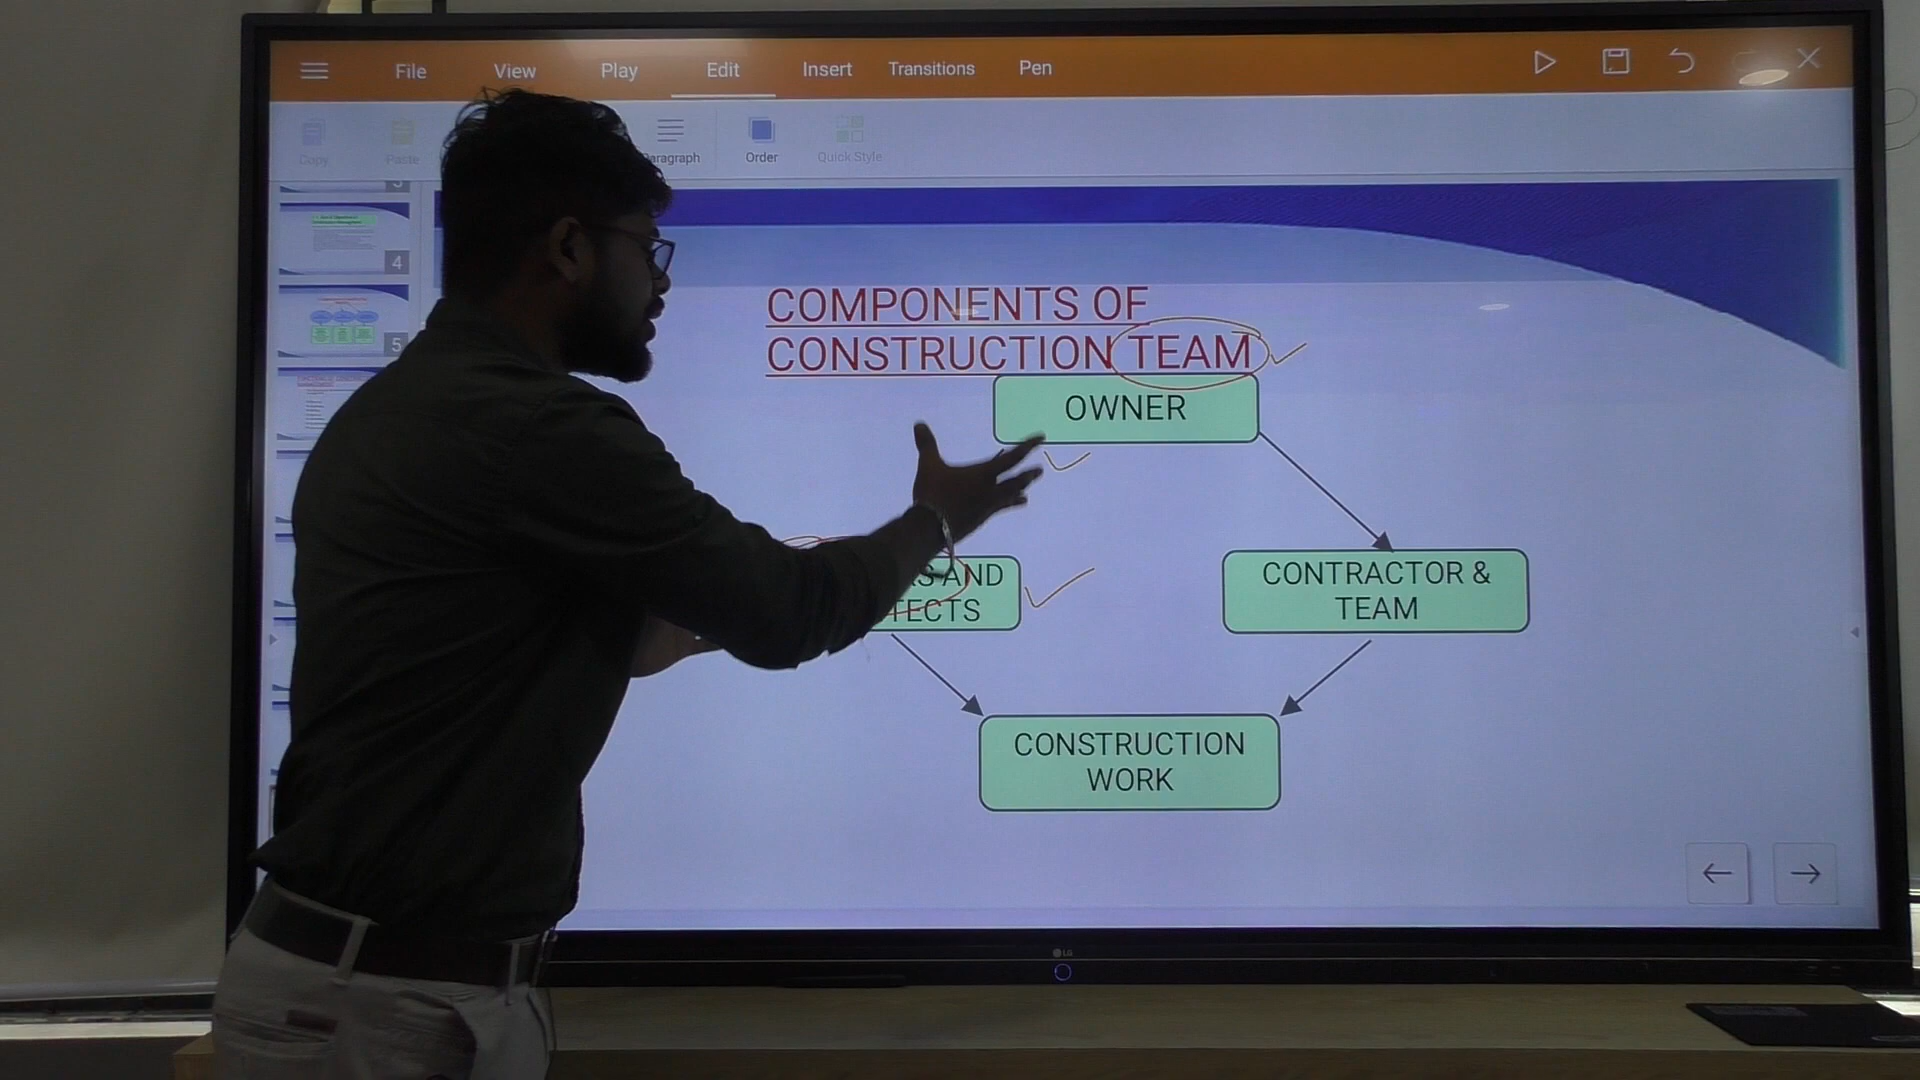 File View Play Edit Insert Transitions Pen
Copy Paste Paragraph Order Quick Style
4
5
COMPONENTS OF
CONSTRUCTION TEAM
OWNER
AND
TECTS
CONTRACTOR &
TEAM
CONSTRUCTION
WORK
LG